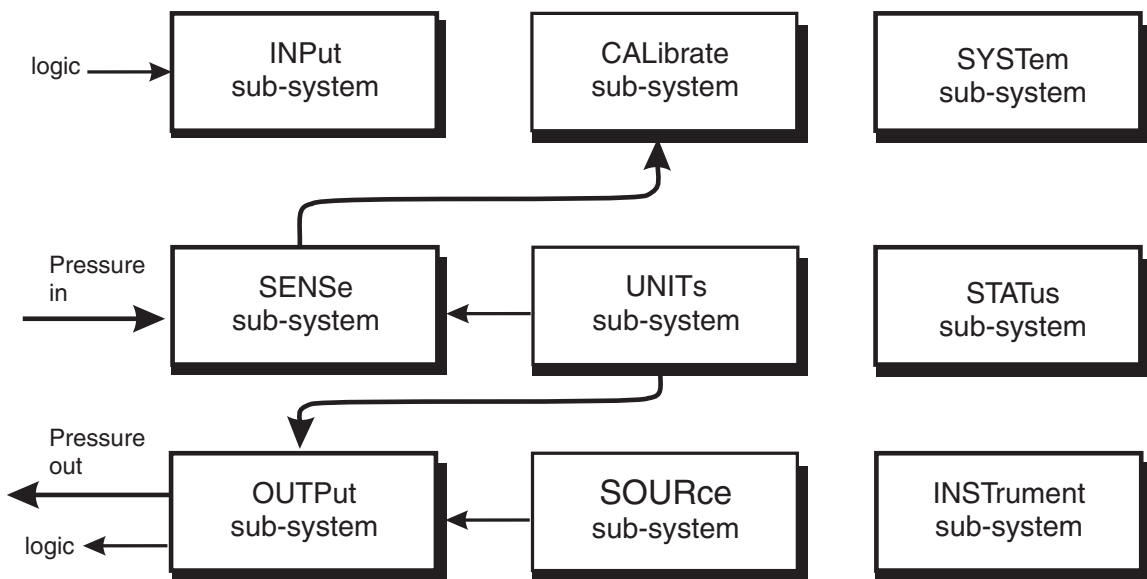 logic
INPut
sub-system
CALibrate
sub-system
SYSTem
sub-system
Pressure
in
SENSe
sub-system
UNITs
sub-system
STATus
sub-system
Pressure
out
logic
OUTPut
sub-system
SOURce
sub-system
INSTrument
sub-system